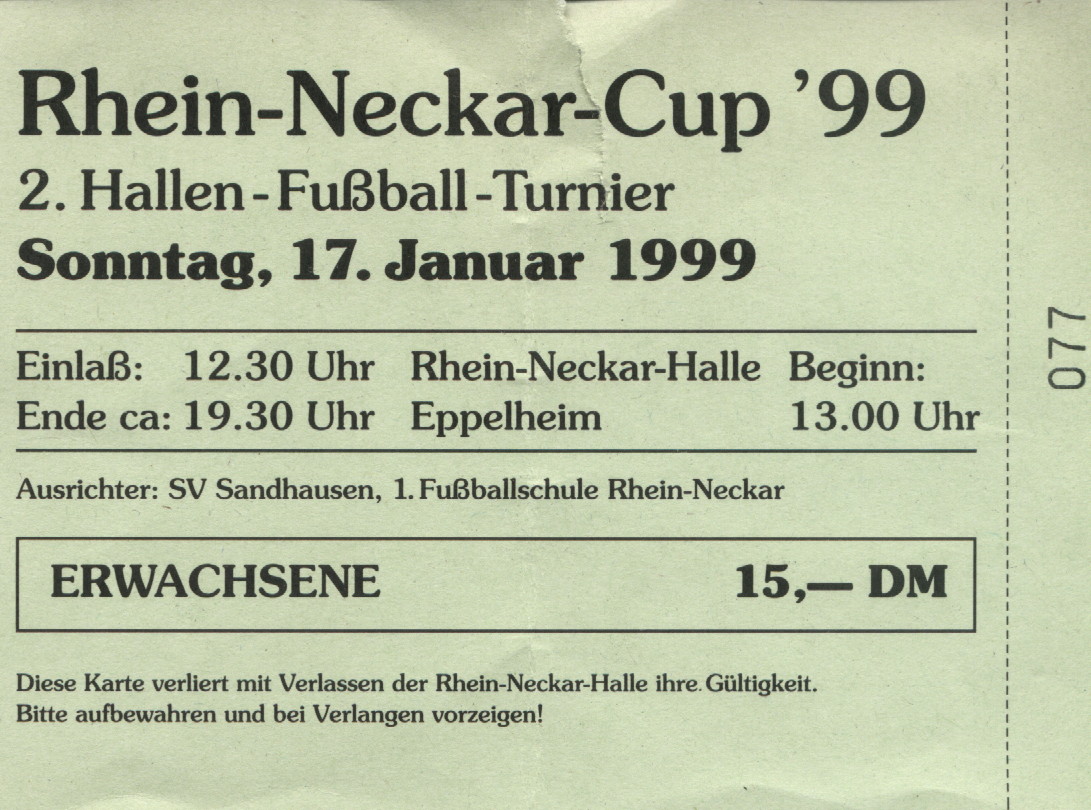 Rhein-Neckar-Cup ’99
2. Hallen-Fußball-Turnier
Sonntag, 17. Januar 1999
Einlaß: 12.30 Uhr Rhein-Neckar-Halle Beginn:
Ende ca: 19.30 Uhr Eppelheim 13.00 Uhr
Ausrichter: SV Sandhausen, 1. Fußballschule Rhein-Neckar
ERWACHSENE 15,— DM
Diese Karte verliert mit Verlassen der Rhein-Neckar-Halle ihre Gültigkeit.
Bitte aufbewahren und bei Verlangen vorzeigen!
077